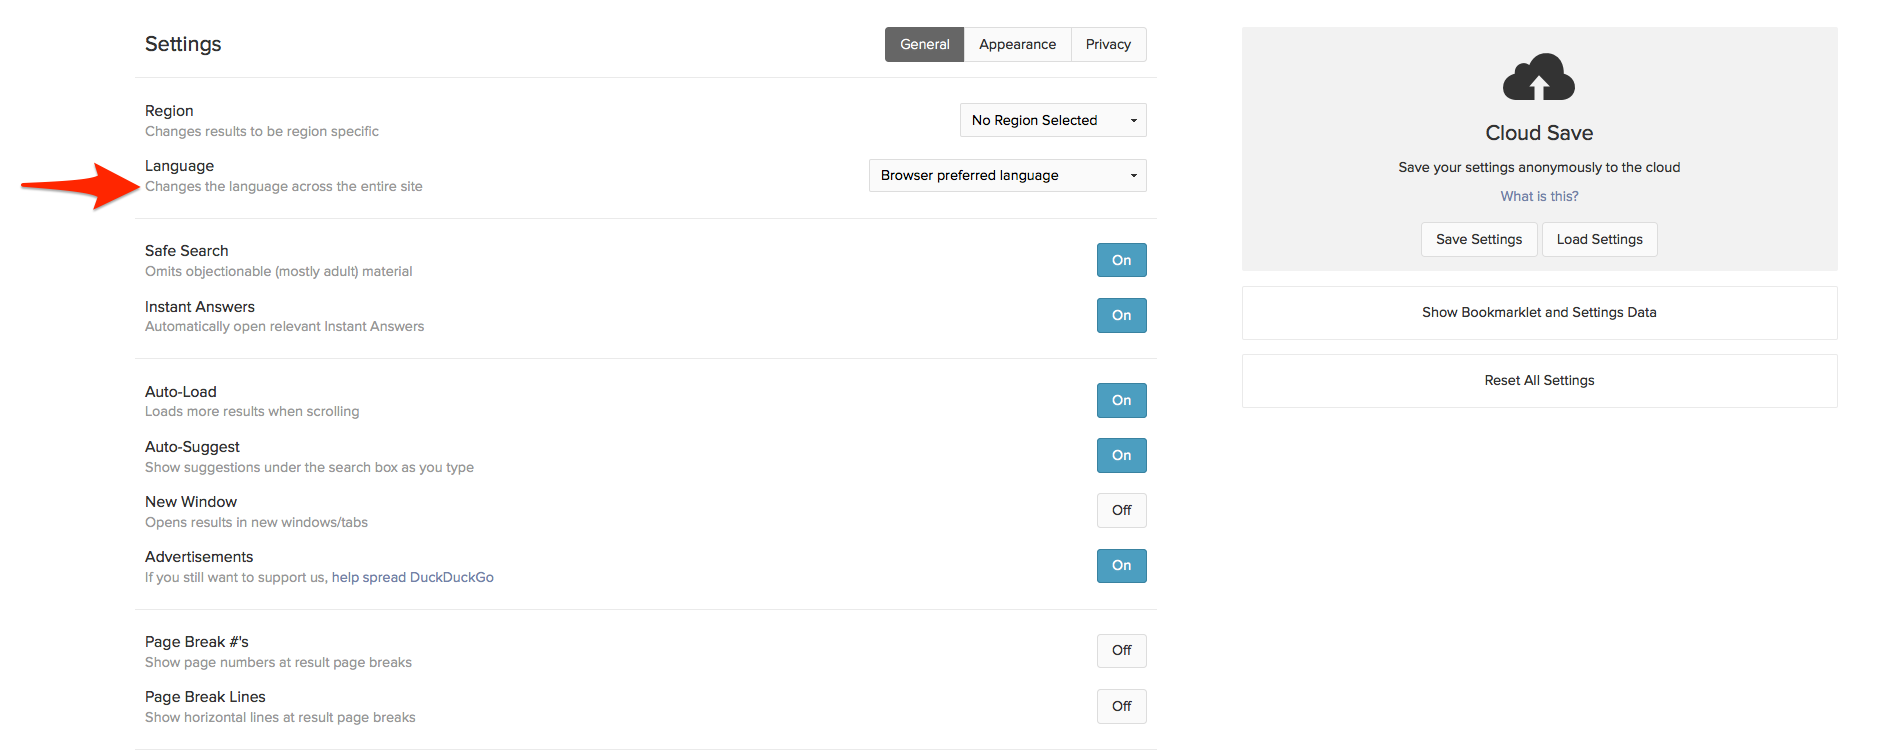 Settings
General
Appearance
Privacy
Region
Changes results to be region specific
No Region Selected
Language
Changes the language across the entire site
Browser preferred language
Safe Search
Omits objectionable (mostly adult) material
On
Instant Answers
Automatically open relevant Instant Answers
On
Auto-Load
Loads more results when scrolling
On
Auto-Suggest
Show suggestions under the search box as you type
On
New Window
Opens results in new windows/tabs
Off
Advertisements
If you still want to support us, help spread DuckDuckGo
On
Page Break #'s
Show page numbers at result page breaks
Off
Page Break Lines
Show horizontal lines at result page breaks
Off
Cloud Save
Save your settings anonymously to the cloud
What is this?
Save Settings
Load Settings
Show Bookmarklet and Settings Data
Reset All Settings